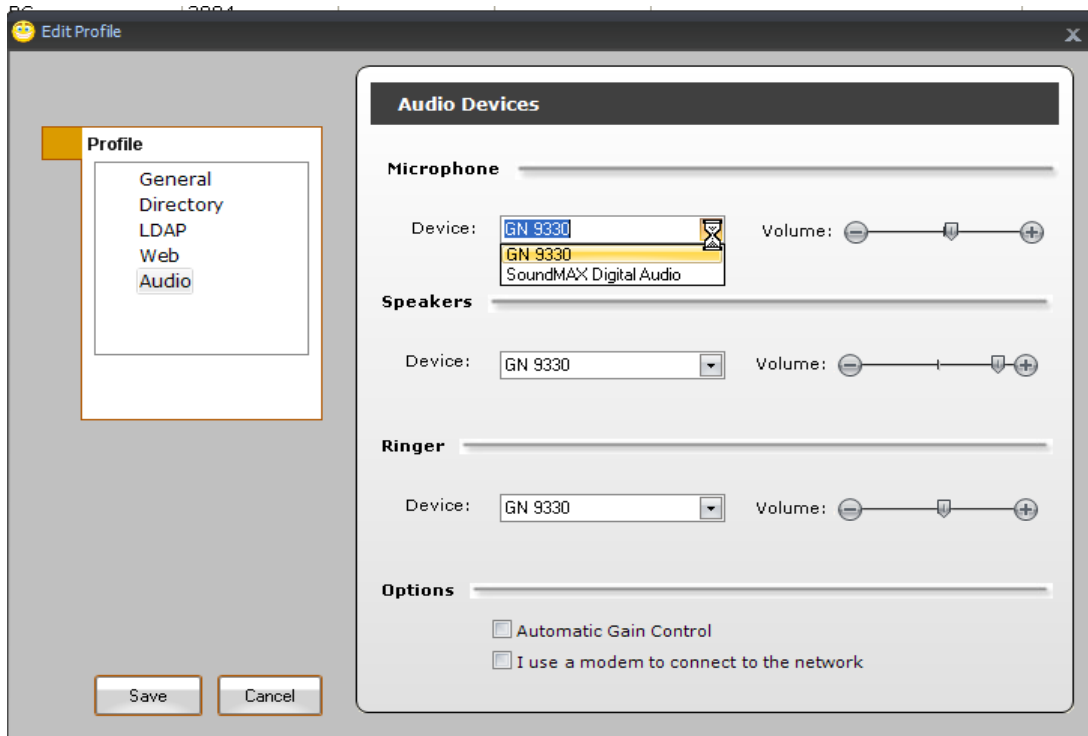 Edit Profile
Profile
General
Directory
LDAP
Web
Audio
Save
Cancel
Audio Devices
Microphone
Device: GN 9330 Volume:
GN 9330
SoundMAX Digital Audio
Speakers
Device: GN 9330 Volume:
Ringer
Device: GN 9330 Volume:
Options
Automatic Gain Control
I use a modem to connect to the network